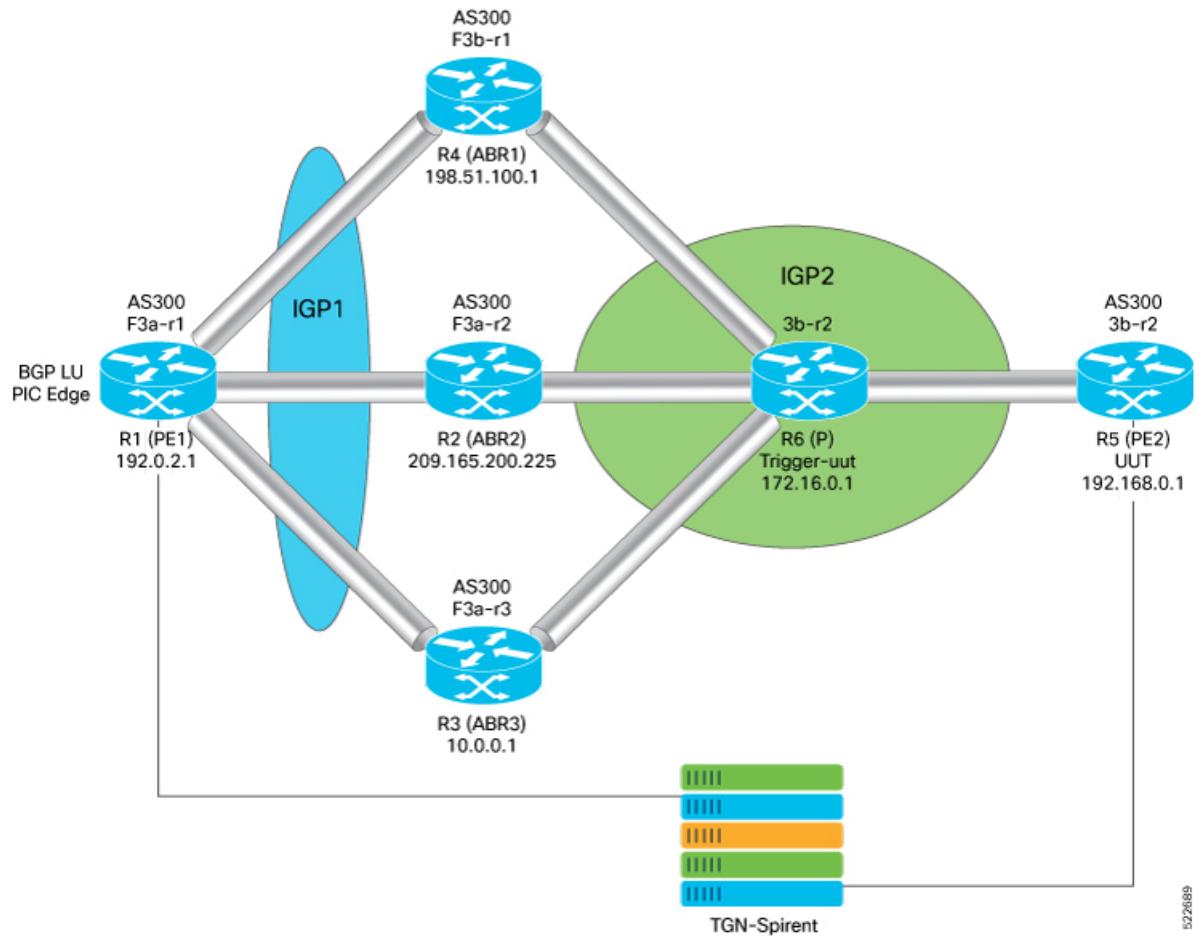 AS300
F3b-r1
R4 (ABR1)
198.51.100.1
IGP1
IGP2
AS300
F3a-r1
AS300
F3a-r2
3b-r2
AS300
3b-r2
BGP LU
PIC Edge
R1 (PE1)
192.0.2.1
R2 (ABR2)
209.165.200.225
R6 (P)
Trigger-uut
172.16.0.1
R5 (PE2)
UUT
192.168.0.1
AS300
F3a-r3
R3 (ABR3)
10.0.0.1
TGN-Spirent
522689